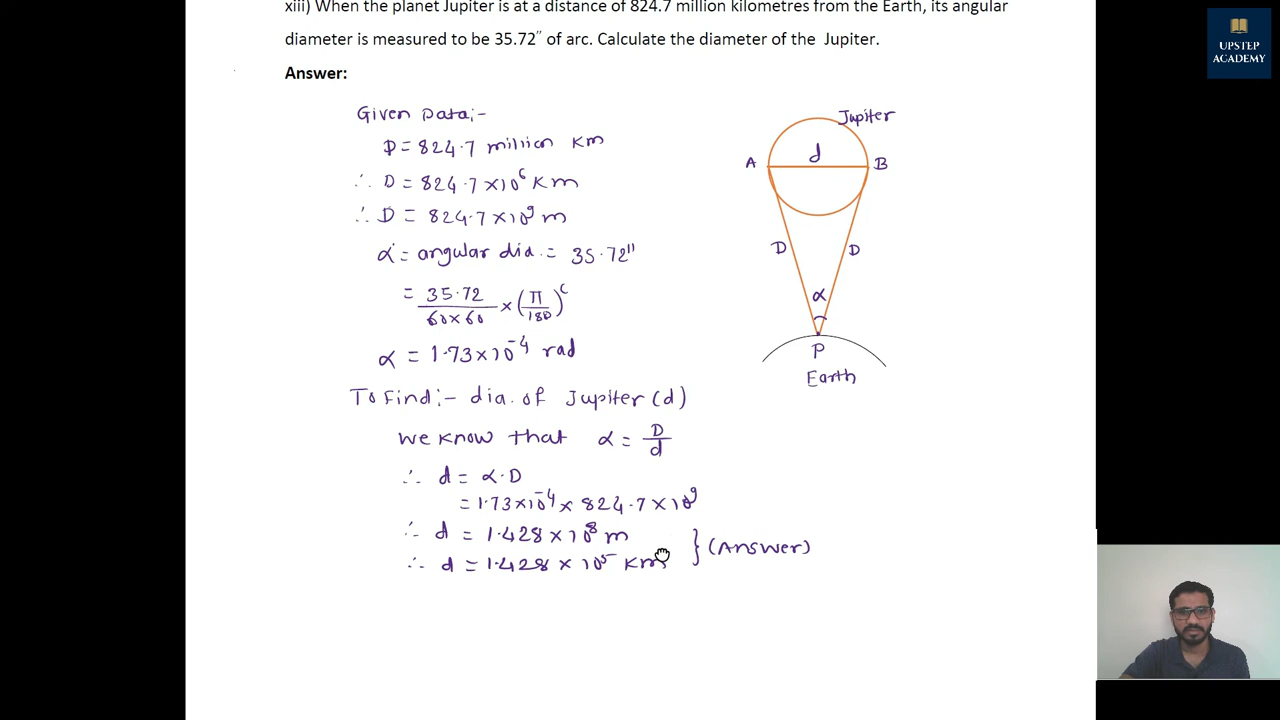 xiii) When the planet Jupiter is at a distance of 824.7 million kilometres from the Earth, its angular
diameter is measured to be 35.72″ of arc. Calculate the diameter of the Jupiter.
UPSTEP
ACADEMY
Answer:
Given Data:-
D = 824.7 million Km
∴ D = 824.7 × 10⁶ Km
∴ D = 824.7 × 10⁹ m
α = angular dia. = 35.72"
= 35.72 / 60×60 × (π/180)ᶜ
α = 1.73 × 10⁻⁴ rad
To Find:- dia. of Jupiter (d)
we know that α = D/d
∴ d = α · D
= 1.73×10⁻⁴ × 824.7 × 10⁹
∴ d = 1.428 × 10⁸ m
∴ d = 1.428 × 10⁵ Km
} (Answer)
Jupiter
A
d
B
D
D
α
P
Earth